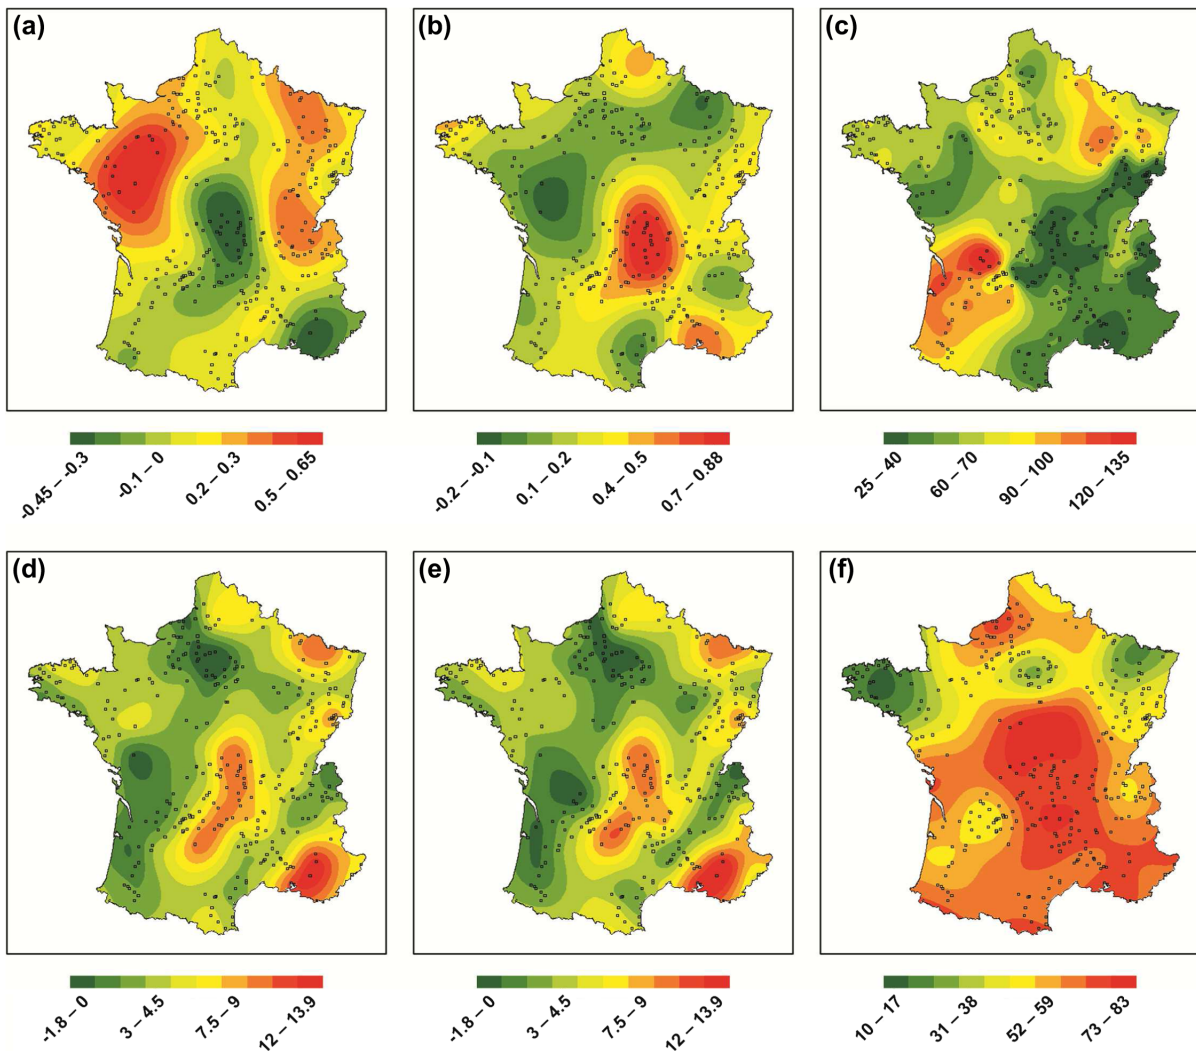 (a)
(b)
(c)
-0.45 – -0.3
-0.1 – 0
0.2 – 0.3
0.5 – 0.65
-0.2 – -0.1
0.1 – 0.2
0.4 – 0.5
0.7 – 0.88
25 – 40
60 – 70
90 – 100
120 – 135
(d)
(e)
(f)
-1.8 – 0
3 – 4.5
7.5 – 9
12 – 13.9
-1.8 – 0
3 – 4.5
7.5 – 9
12 – 13.9
10 – 17
31 – 38
52 – 59
73 – 83